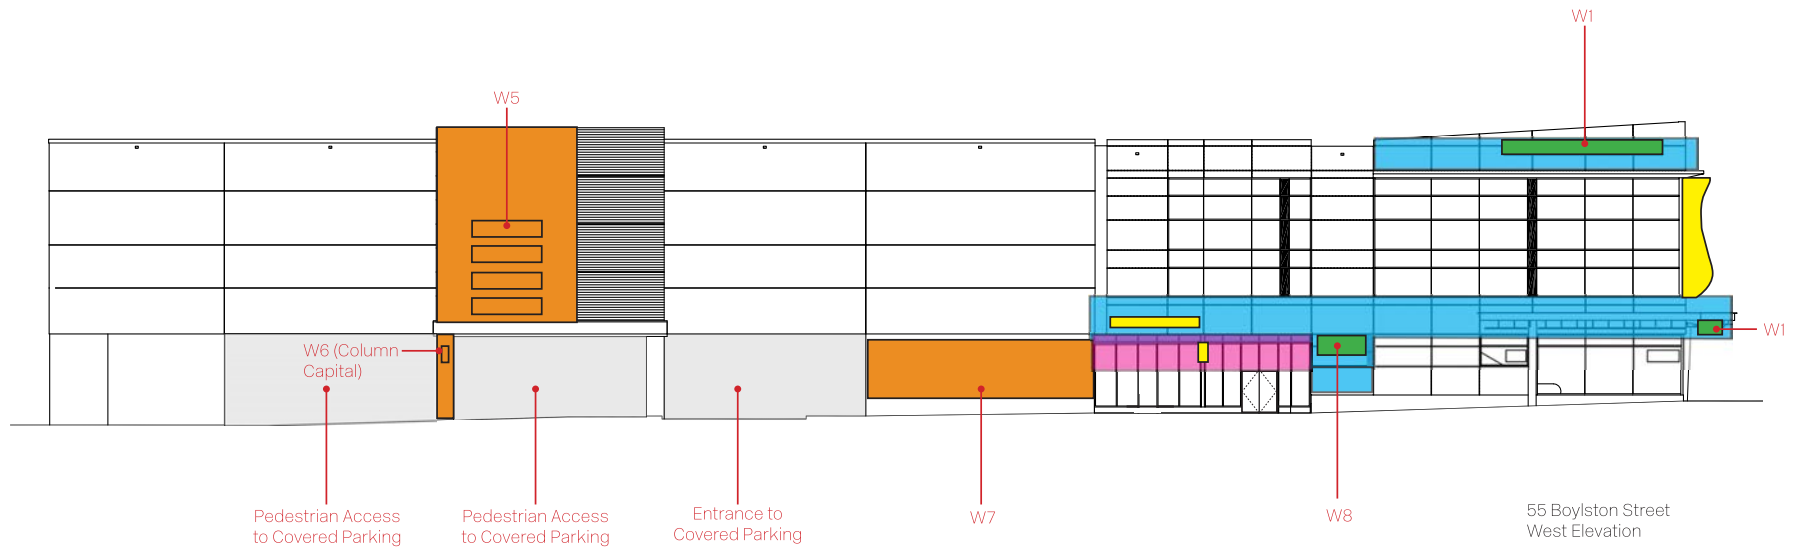 W1
W5
W1
W6 (Column
Capital)
Pedestrian Access
to Covered Parking
Pedestrian Access
to Covered Parking
Entrance to
Covered Parking
W7
W8
55 Boylston Street
West Elevation